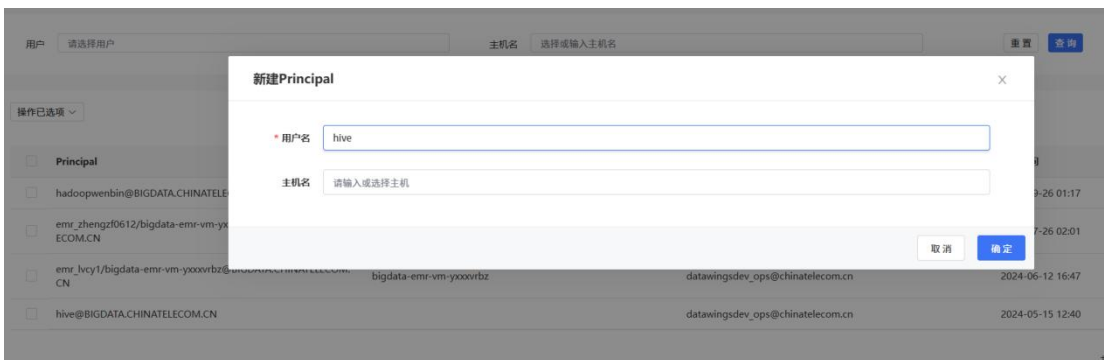 用户 请选择用户 主机名 选择或输入主机名 重置 查询
新建Principal
操作已选项
* 用户名 hive
Principal
主机名 请输入或选择主机
hadoopwenbin@BIGDATA.CHINATELE 9-26 01:17
emr_zhengzf0612/bigdata-emr-vm-yx 7-26 02:01
ECOM.CN
取消 确定
emr_lvcy1/bigdata-emr-vm-yxxxvrbz@BIGDATA.CHINATELECOM. bigdata-emr-vm-yxxxvrbz datawingsdev_ops@chinatelecom.cn 2024-06-12 16:47
CN
hive@BIGDATA.CHINATELECOM.CN datawingsdev_ops@chinatelecom.cn 2024-05-15 12:40